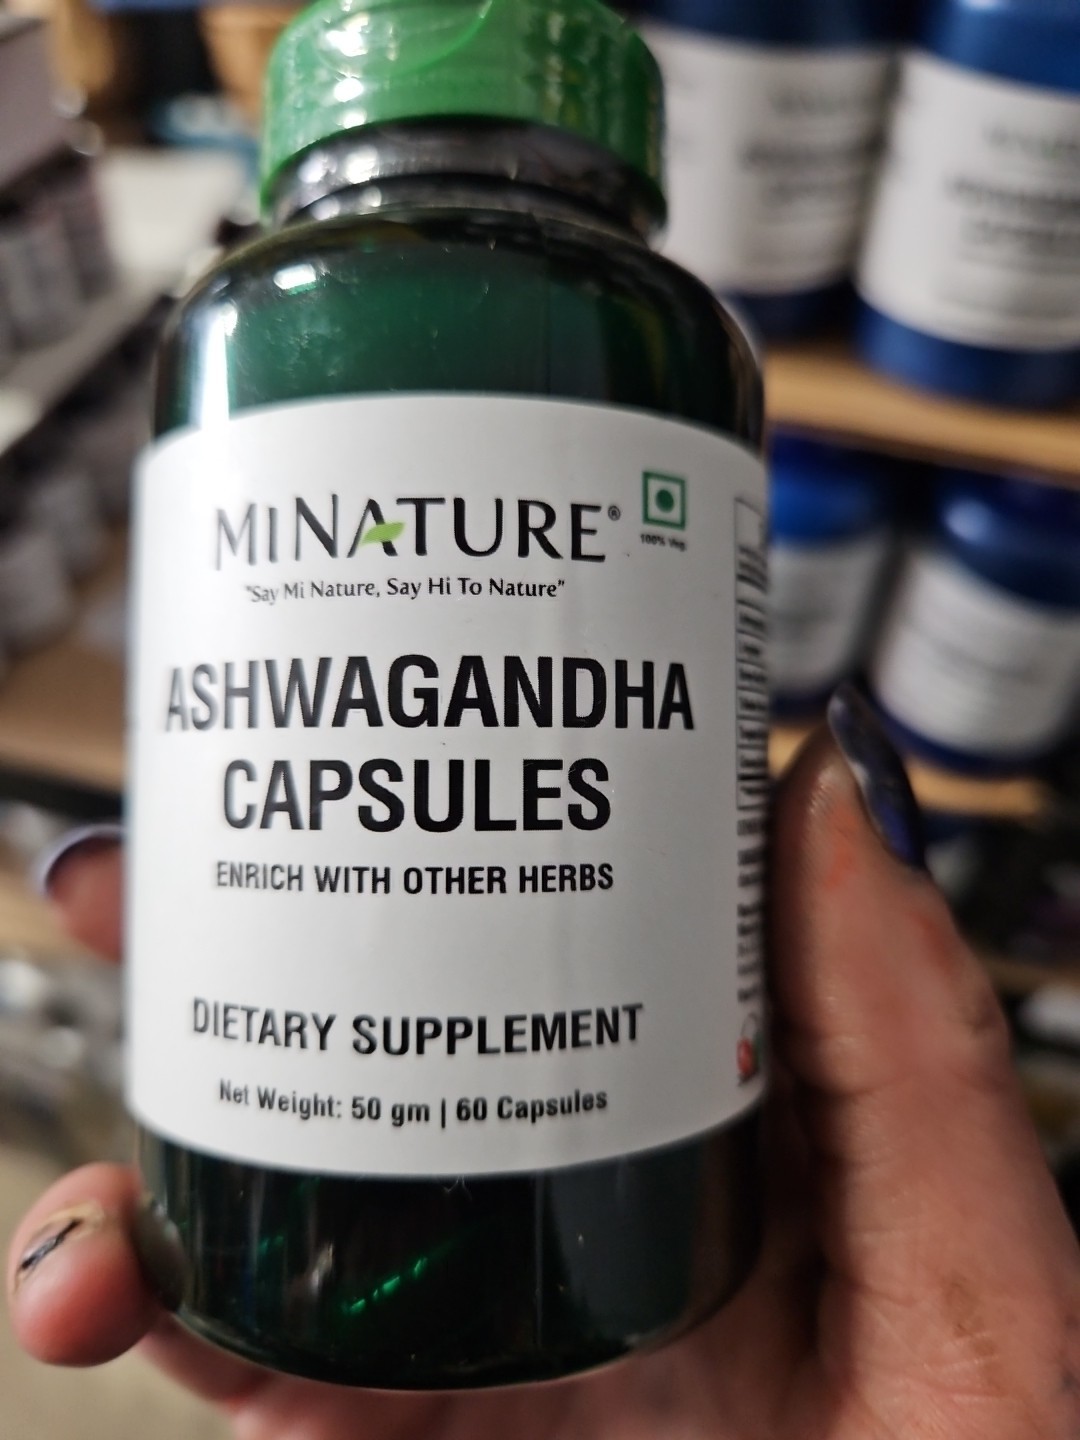 MINATURE®
100% Veg
"Say Mi Nature, Say Hi To Nature"
ASHWAGANDHA
CAPSULES
ENRICH WITH OTHER HERBS
DIETARY SUPPLEMENT
Net Weight: 50 gm | 60 Capsules